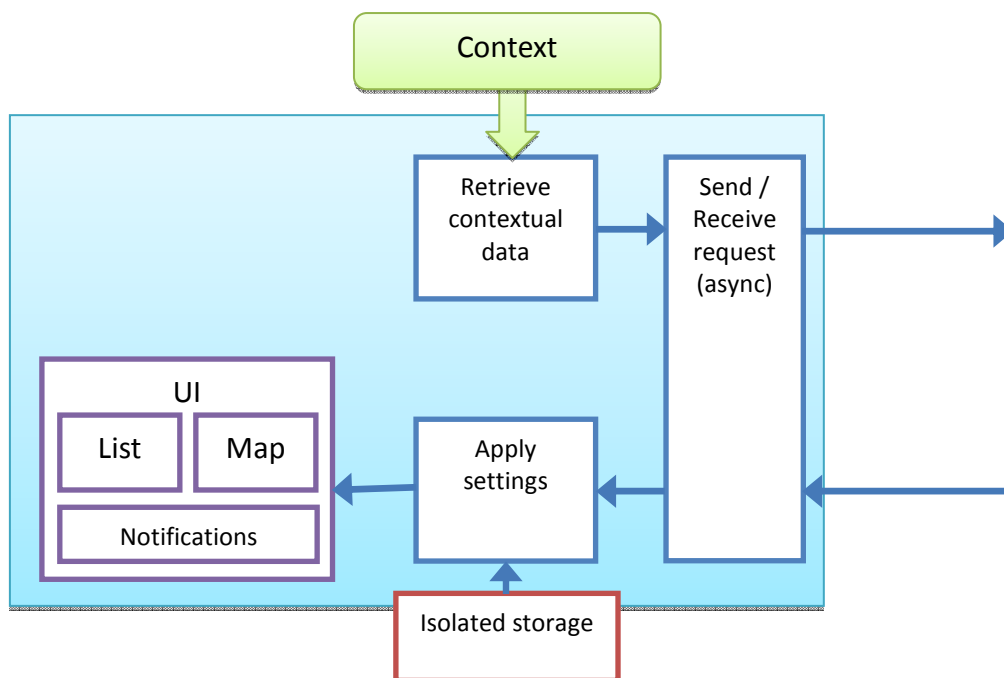 Context
Retrieve
contextual
data
Send /
Receive
request
(async)
UI
List
Map
Notifications
Apply
settings
Isolated storage